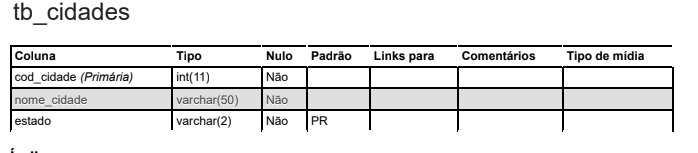 tb_cidades
Coluna Tipo Nulo Padrão Links para Comentários Tipo de mídia
cod_cidade (Primária) int(11) Não
nome_cidade varchar(50) Não
estado varchar(2) Não PR